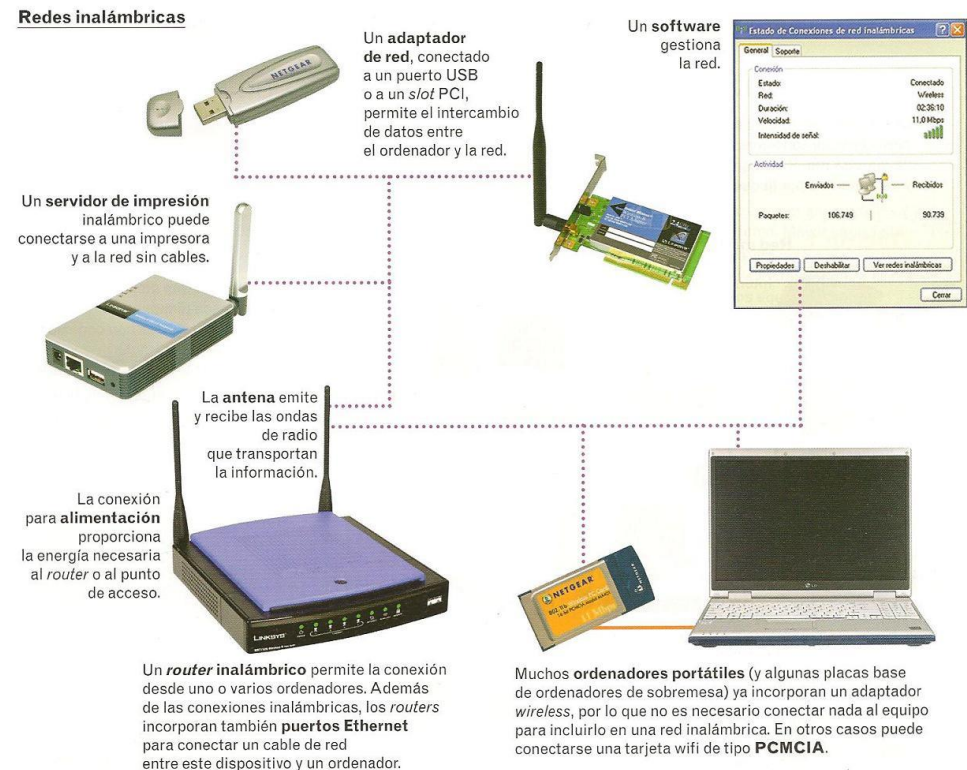 Redes inalámbricas
Un adaptador
de red, conectado
a un puerto USB
o a un slot PCI,
permite el intercambio
de datos entre
el ordenador y la red.
NETGEAR
Un software
gestiona
la red.
Estado de Conexiones de red inalámbricas
General Soporte
Conexión
Estado: Conectado
Red: Wireless
Duración: 02:36:10
Velocidad: 11,0 Mbps
Intensidad de señal:
Actividad
Enviados Recibidos
Paquetes: 106.749 90.739
Propiedades Deshabilitar Ver redes inalámbricas
Cerrar
Un servidor de impresión
inalámbrico puede
conectarse a una impresora
y a la red sin cables.
La antena emite
y recibe las ondas
de radio
que transportan
la información.
La conexión
para alimentación
proporciona
la energía necesaria
al router o al punto
de acceso.
LINKSYS
NETGEAR
802.11b
11 Mbps
LG
Un router inalámbrico permite la conexión
desde uno o varios ordenadores. Además
de las conexiones inalámbricas, los routers
incorporan también puertos Ethernet
para conectar un cable de red
entre este dispositivo y un ordenador.
Muchos ordenadores portátiles (y algunas placas base
de ordenadores de sobremesa) ya incorporan un adaptador
wireless, por lo que no es necesario conectar nada al equipo
para incluirlo en una red inalámbrica. En otros casos puede
conectarse una tarjeta wifi de tipo PCMCIA.